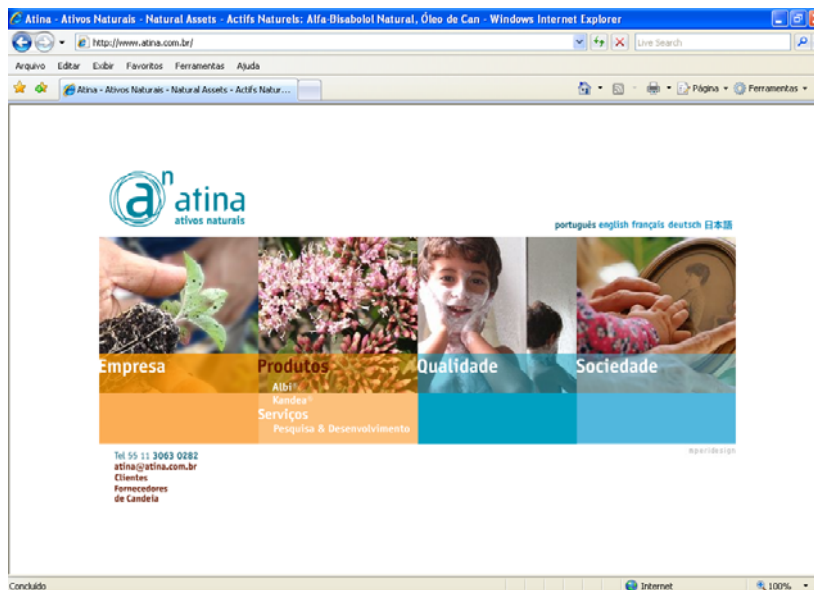 Atina - Ativos Naturais - Natural Assets - Actifs Naturels; Alfa-Bisabolol Natural, Óleo de Can - Windows Internet Explorer
http://www.atina.com.br/
Live Search
Arquivo Editar Exibir Favoritos Ferramentas Ajuda
Atina - Ativos Naturais - Natural Assets - Actifs Natur...
Página Ferramentas
an atina
ativos naturais
português english français deutsch 日本語
Empresa Produtos Qualidade Sociedade
Albi®
Kandea®
Serviços
Pesquisa & Desenvolvimento
Tel 55 11 3063 0282
mporidesign
atina@atina.com.br
Clientes
Fornecedores
de Candeia
Concluído Internet 100%